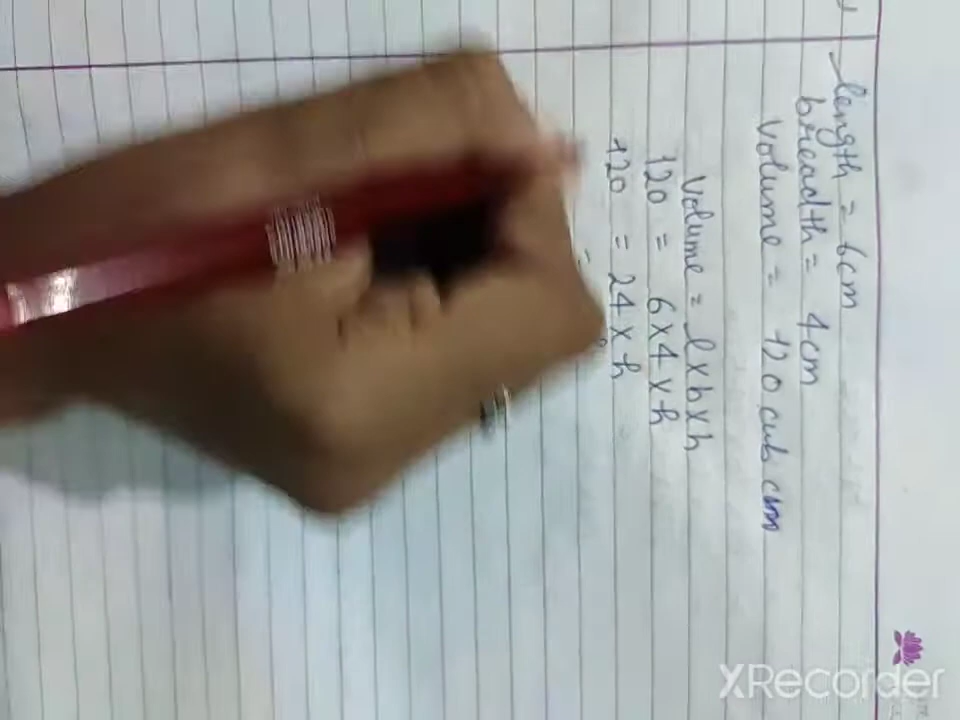 length = 6cm
breadth = 4cm
Volume = 120 cub cm
Volume = l x b x h
120 = 6 x 4 x h
120 = 24 x h
=
XRecorder